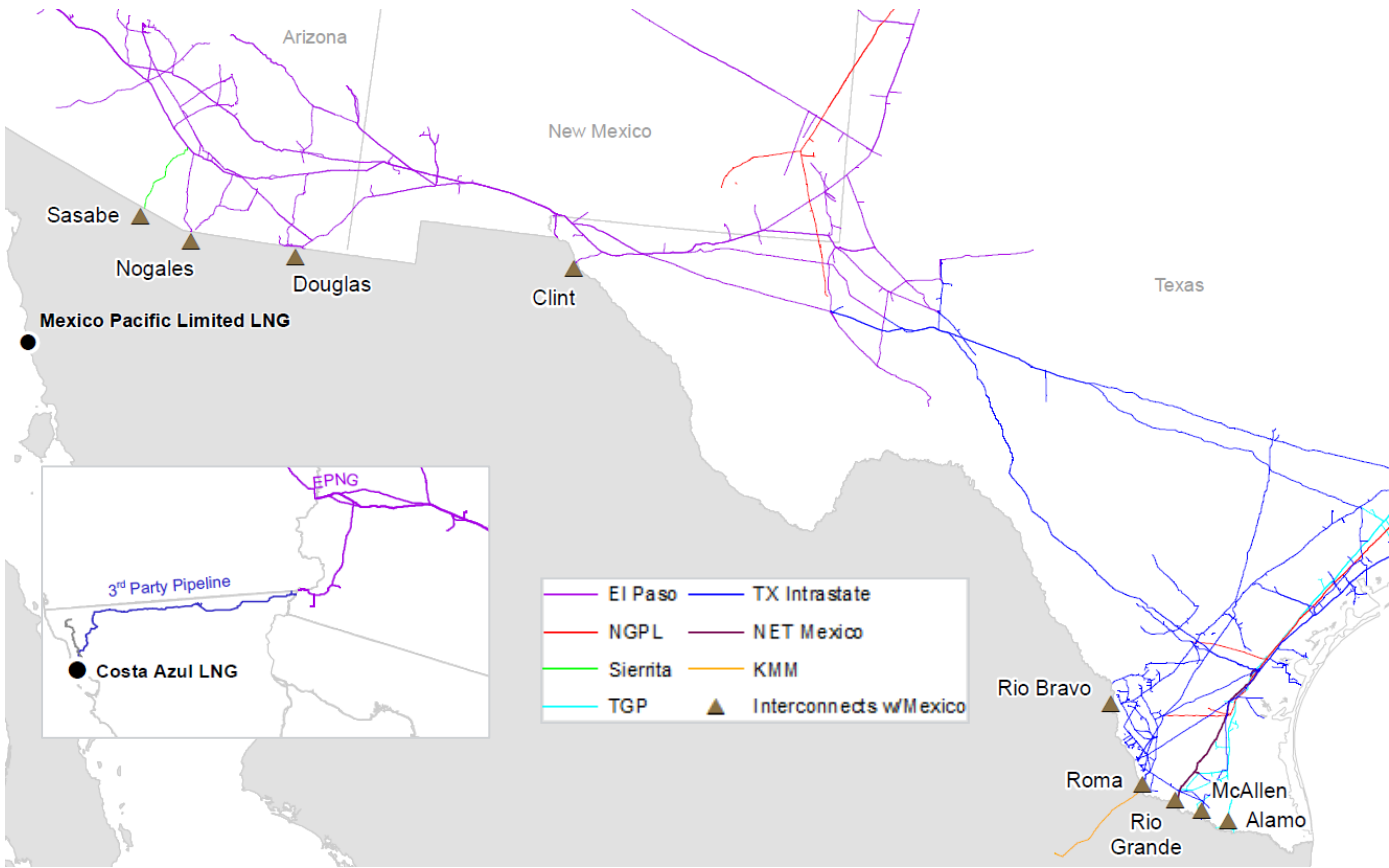 Arizona
New Mexico
Texas
Sasabe
Nogales
Douglas
Clint
Mexico Pacific Limited LNG
EPNG
3rd Party Pipeline
Costa Azul LNG
El Paso
TX Intrastate
NGPL
NET Mexico
Sierrita
KMM
TGP
Interconnects w/Mexico
Rio Bravo
Roma
McAllen
Rio
Grande
Alamo